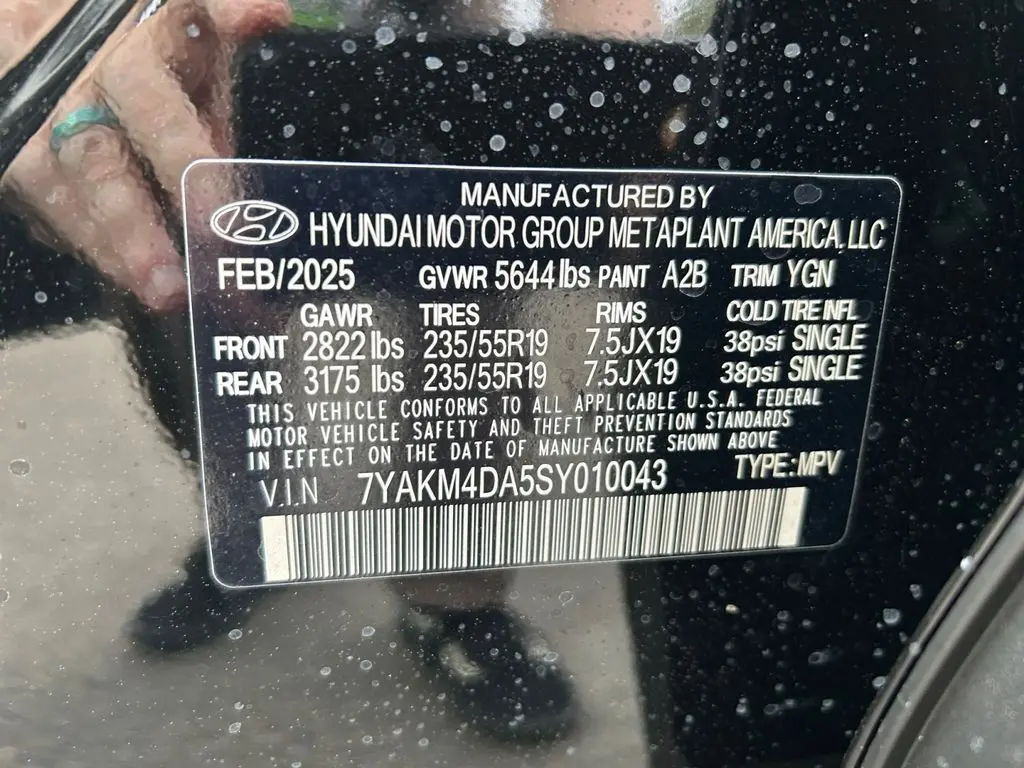 MANUFACTURED BY
HYUNDAI MOTOR GROUP METAPLANT AMERICA, LLC
FEB/2025 GVWR 5644 lbs PAINT A2B TRIM YGN
GAWR TIRES RIMS COLD TIRE INFL
FRONT 2822 lbs 235/55R19 7.5JX19 38psi SINGLE
REAR 3175 lbs 235/55R19 7.5JX19 38psi SINGLE
THIS VEHICLE CONFORMS TO ALL APPLICABLE U.S.A. FEDERAL
MOTOR VEHICLE SAFETY AND THEFT PREVENTION STANDARDS
IN EFFECT ON THE DATE OF MANUFACTURE SHOWN ABOVE
V.I.N 7YAKM4DA5SY010043 TYPE: MPV